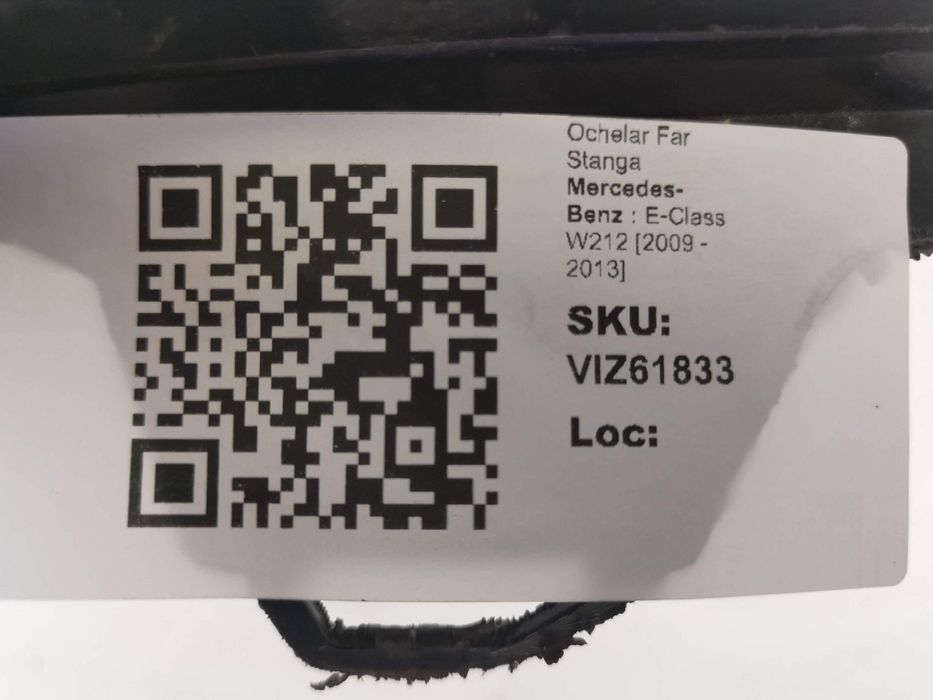 Ochelar Far
Stanga
Mercedes-
Benz : E-Class
W212 [2009 -
2013]
SKU:
VIZ61833
Loc: